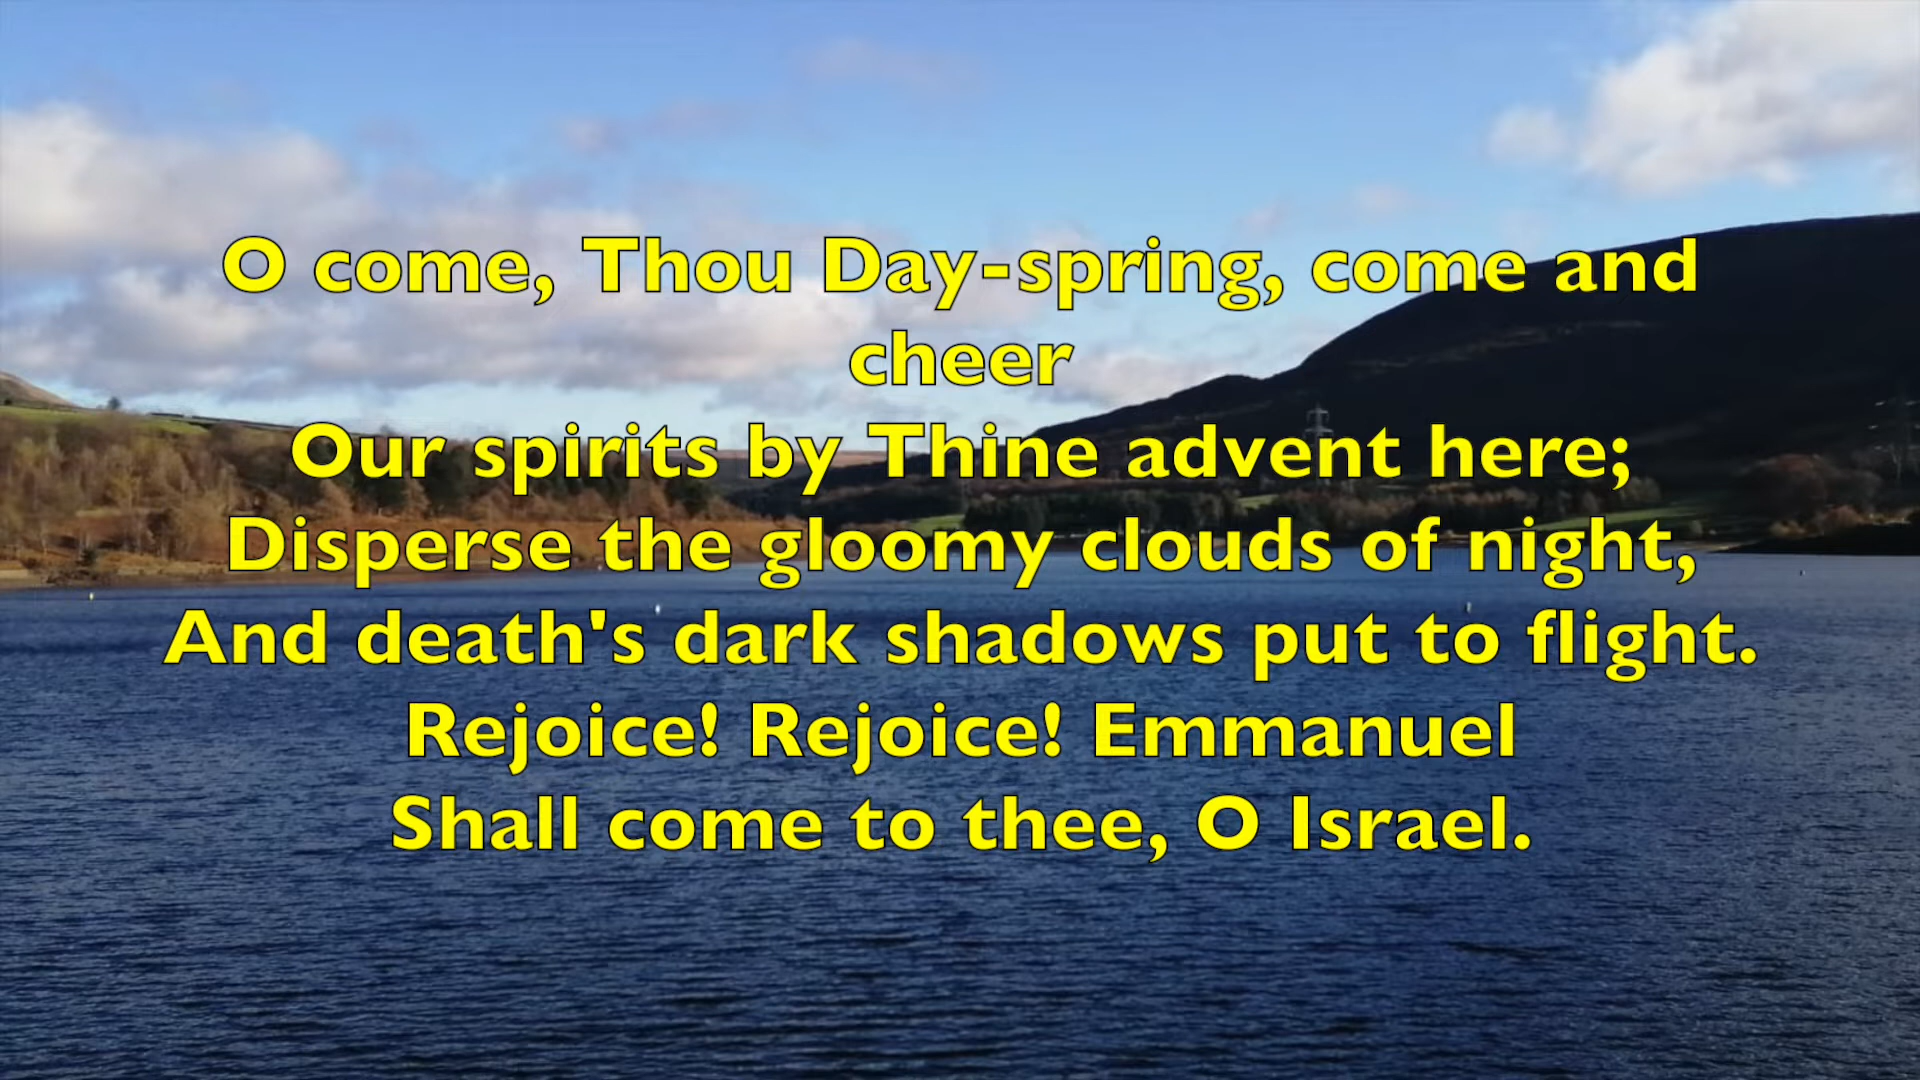 O come, Thou Day-spring, come and
cheer
Our spirits by Thine advent here;
Disperse the gloomy clouds of night,
And death's dark shadows put to flight.
Rejoice! Rejoice! Emmanuel
Shall come to thee, O Israel.